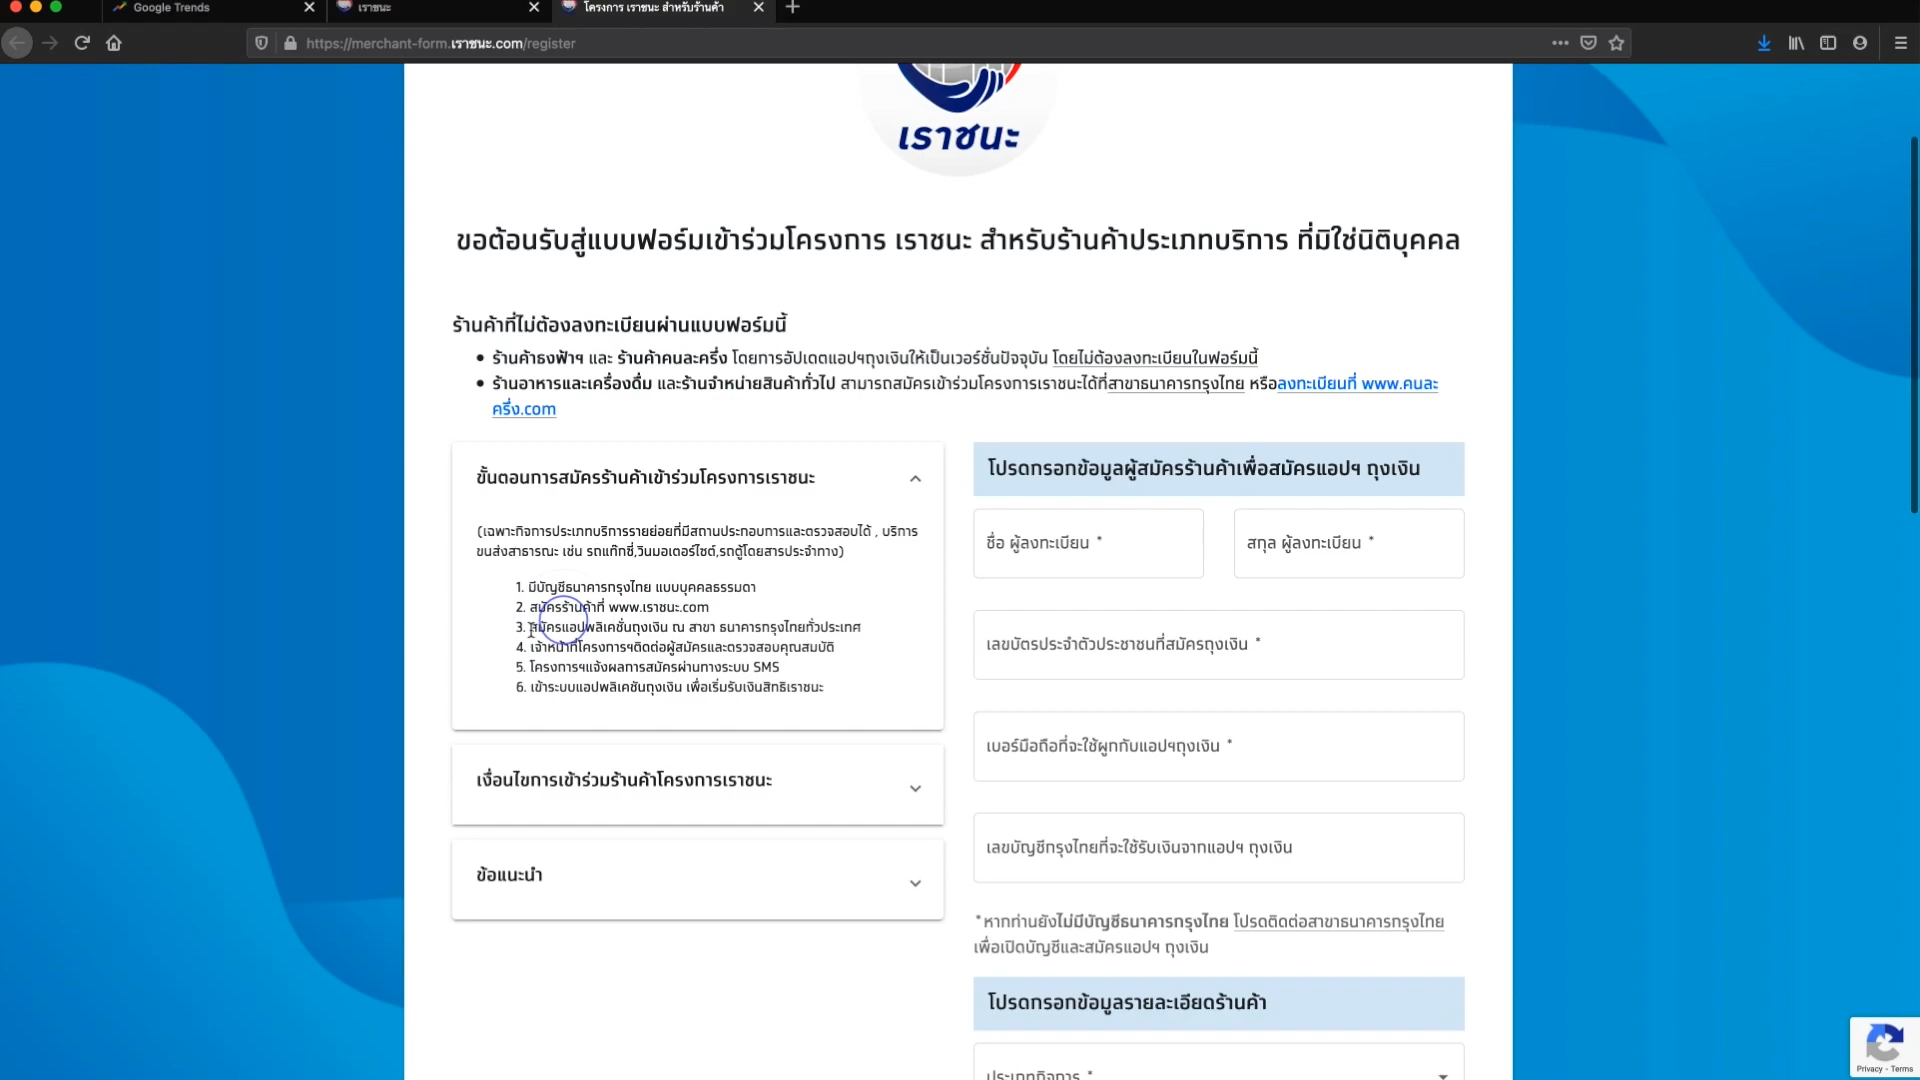 Google Trends
เราชนะ
โครงการ เราชนะ สำหรับร้านค้า
https://merchant-form.เราชนะ.com/register
เราชนะ
ขอต้อนรับสู่แบบฟอร์มเข้าร่วมโครงการ เราชนะ สำหรับร้านค้าประเภทบริการ ที่มิใช่นิติบุคคล
ร้านค้าที่ไม่ต้องลงทะเบียนผ่านแบบฟอร์มนี้
ร้านค้าธงฟ้าฯ และ ร้านค้าคนละครึ่ง โดยการอัปเดตแอปฯถุงเงินให้เป็นเวอร์ชั่นปัจจุบัน โดยไม่ต้องลงทะเบียนในฟอร์มนี้
ร้านอาหารและเครื่องดื่ม และร้านจำหน่ายสินค้าทั่วไป สามารถสมัครเข้าร่วมโครงการเราชนะได้ที่สาขาธนาคารกรุงไทย หรือลงทะเบียนที่ www.คนละ
ครึ่ง.com
ขั้นตอนการสมัครร้านค้าเข้าร่วมโครงการเราชนะ
(เฉพาะกิจการประเภทบริการรายย่อยที่มีสถานประกอบการและตรวจสอบได้ , บริการ
ขนส่งสาธารณะ เช่น รถแท๊กซี่,วินมอเตอร์ไซด์,รถตู้โดยสารประจำทาง)
1. มีบัญชีธนาคารกรุงไทย แบบบุคคลธรรมดา
2. สมัครร้านค้าที่ www.เราชนะ.com
3. สมัครแอปพลิเคชั่นถุงเงิน ณ สาขา ธนาคารกรุงไทยทั่วประเทศ
4. เจ้าหน้าที่โครงการฯติดต่อผู้สมัครและตรวจสอบคุณสมบัติ
5. โครงการฯแจ้งผลการสมัครผ่านทางระบบ SMS
6. เข้าระบบแอปพลิเคชันถุงเงิน เพื่อเริ่มรับเงินสิทธิเราชนะ
เงื่อนไขการเข้าร่วมร้านค้าโครงการเราชนะ
ข้อแนะนำ
โปรดกรอกข้อมูลผู้สมัครร้านค้าเพื่อสมัครแอปฯ ถุงเงิน
ชื่อ ผู้ลงทะเบียน *
สกุล ผู้ลงทะเบียน *
เลขบัตรประจำตัวประชาชนที่สมัครถุงเงิน *
เบอร์มือถือที่จะใช้ผูกกับแอปฯถุงเงิน *
เลขบัญชีกรุงไทยที่จะใช้รับเงินจากแอปฯ ถุงเงิน
*หากท่านยังไม่มีบัญชีธนาคารกรุงไทย โปรดติดต่อสาขาธนาคารกรุงไทย
เพื่อเปิดบัญชีและสมัครแอปฯ ถุงเงิน
โปรดกรอกข้อมูลรายละเอียดร้านค้า
ประเภทกิจการ *
Privacy - Terms